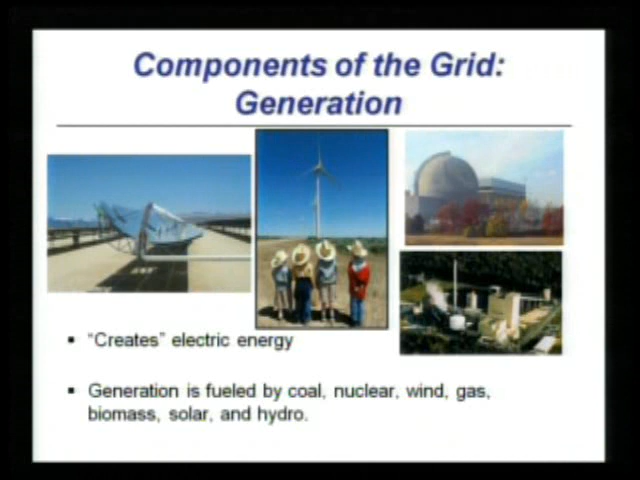 Components of the Grid:
Generation
▪ “Creates” electric energy
▪ Generation is fueled by coal, nuclear, wind, gas,
biomass, solar, and hydro.